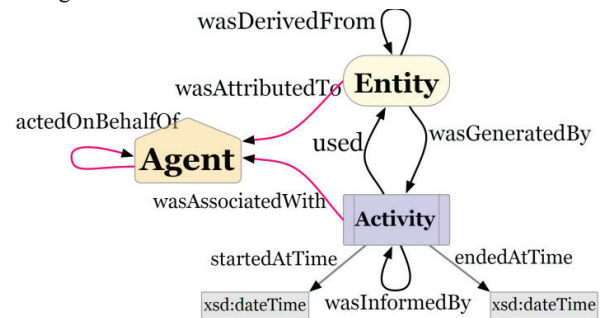 wasDerivedFrom
Entity
wasAttributedTo
actedOnBehalfOf
Agent
used
wasGeneratedBy
wasAssociatedWith
Activity
startedAtTime
endedAtTime
wasInformedBy
xsd:dateTime
xsd:dateTime